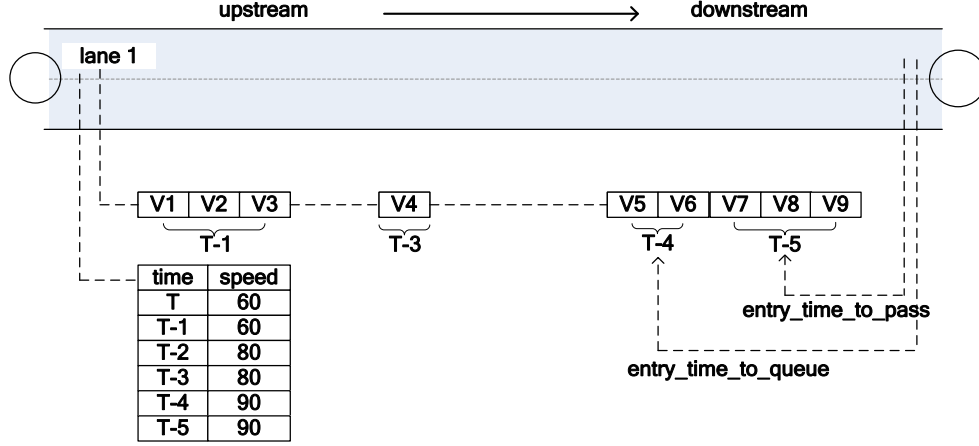 upstream downstream
lane 1
V1 V2 V3 V4 V5 V6 V7 V8 V9
T-1 T-3 T-4 T-5
time speed
T 60
T-1 60
T-2 80
T-3 80
T-4 90
T-5 90
entry_time_to_pass
entry_time_to_queue